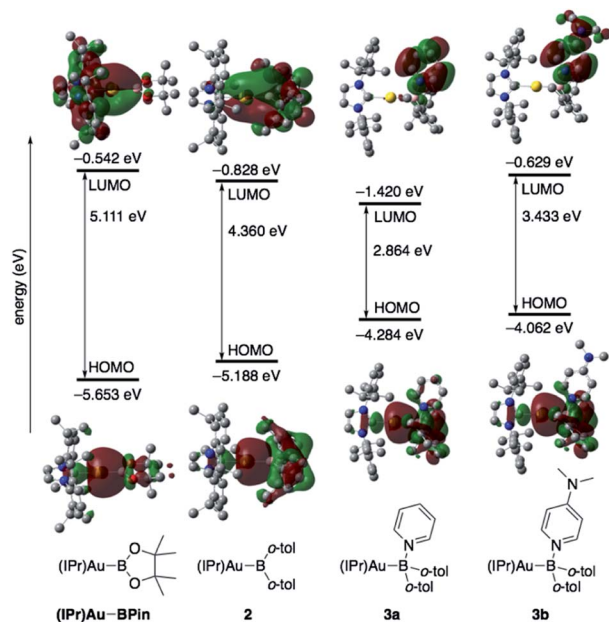 energy (eV)
−0.542 eV
LUMO
5.111 eV
HOMO
−5.653 eV
−0.828 eV
LUMO
4.360 eV
HOMO
−5.188 eV
−1.420 eV
LUMO
2.864 eV
HOMO
−4.284 eV
−0.629 eV
LUMO
3.433 eV
HOMO
−4.062 eV
(IPr)Au−B
O
O
(IPr)Au−BPin
(IPr)Au−B
o-tol
o-tol
2
N
(IPr)Au−B
o-tol
o-tol
3a
N
N
(IPr)Au−B
o-tol
o-tol
3b